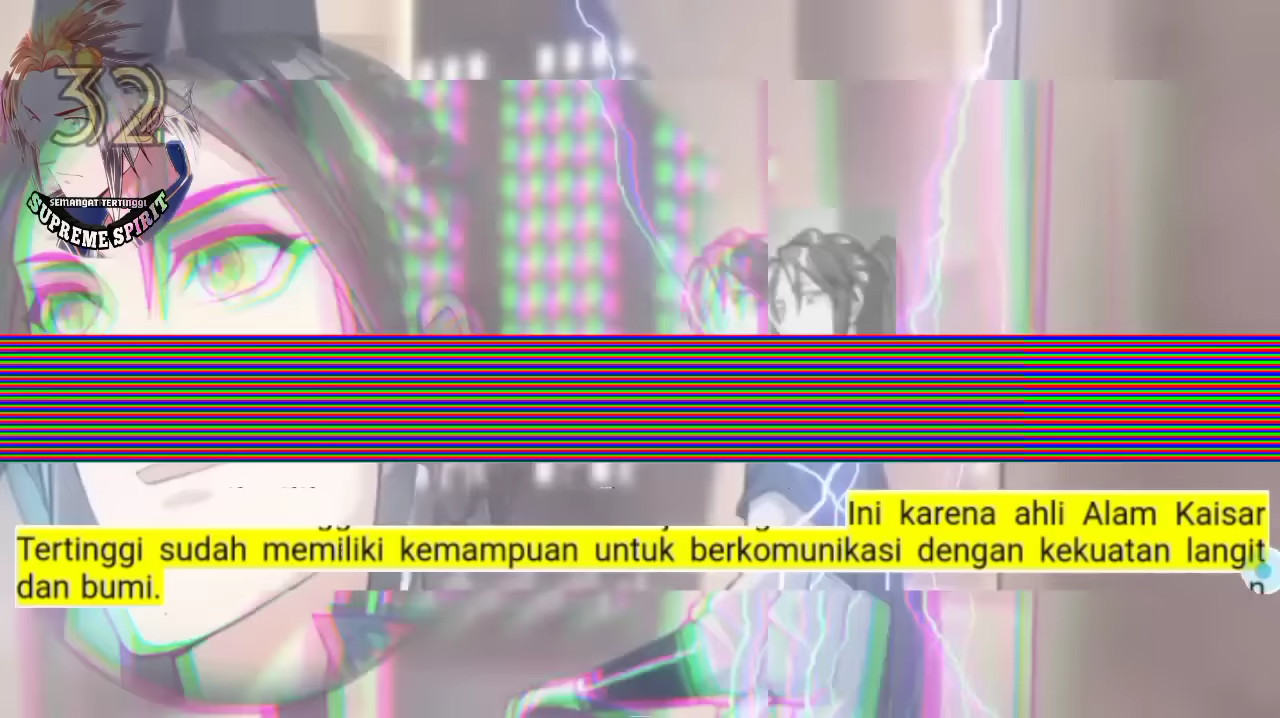 32
SEMANGAT TERTINGGI
SUPREME SPIRIT
Ini karena ahli Alam Kaisar
Tertinggi sudah memiliki kemampuan untuk berkomunikasi dengan kekuatan langit
dan bumi.